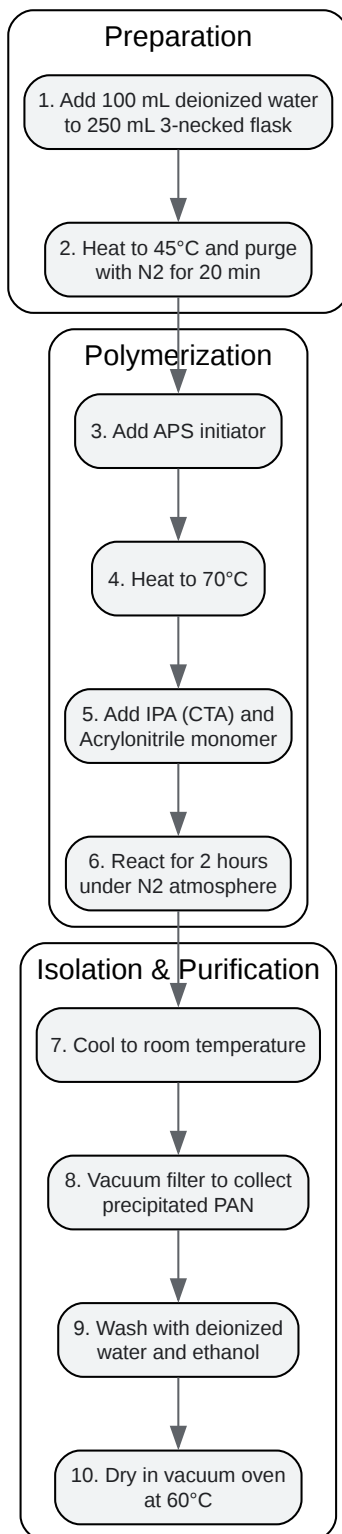 Preparation
1. Add 100 mL deionized water
to 250 mL 3-necked flask
2. Heat to 45°C and purge
with N2 for 20 min
Polymerization
3. Add APS initiator
4. Heat to 70°C
5. Add IPA (CTA) and
Acrylonitrile monomer
6. React for 2 hours
under N2 atmosphere
Isolation & Purification
7. Cool to room temperature
8. Vacuum filter to collect
precipitated PAN
9. Wash with deionized
water and ethanol
10. Dry in vacuum oven
at 60°C